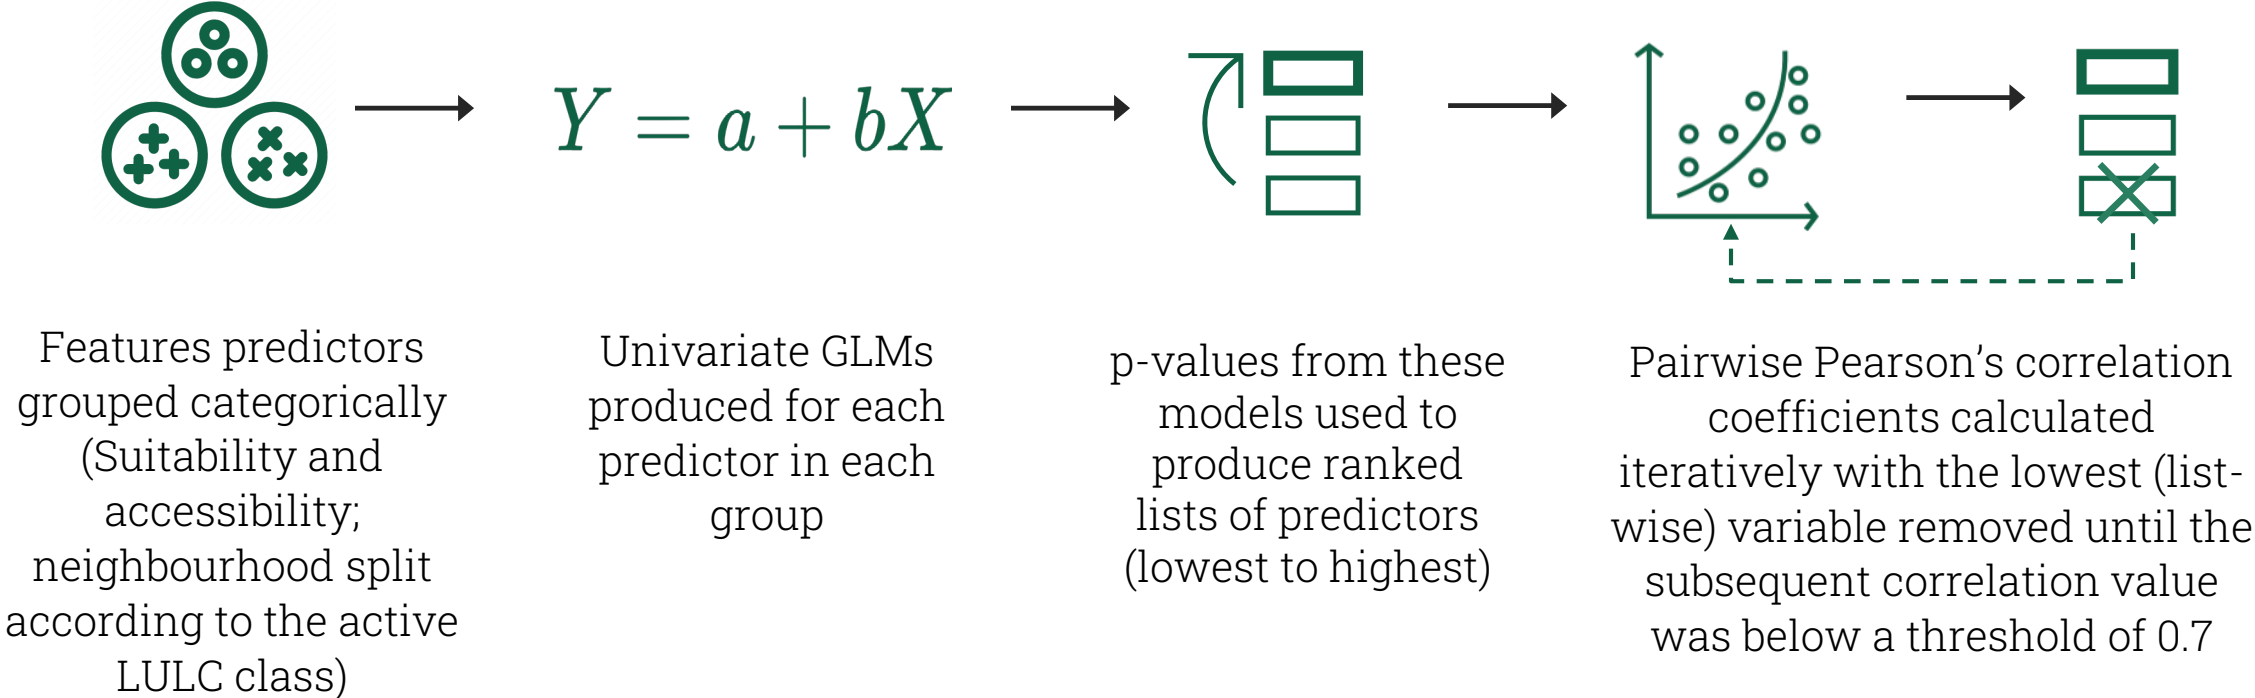 Y = a + bX
Features predictors
grouped categorically
(Suitability and
accessibility;
neighbourhood split
according to the active
LULC class)
Univariate GLMs
produced for each
predictor in each
group
p-values from these
models used to
produce ranked
lists of predictors
(lowest to highest)
Pairwise Pearson’s correlation
coefficients calculated
iteratively with the lowest (list-
wise) variable removed until the
subsequent correlation value
was below a threshold of 0.7